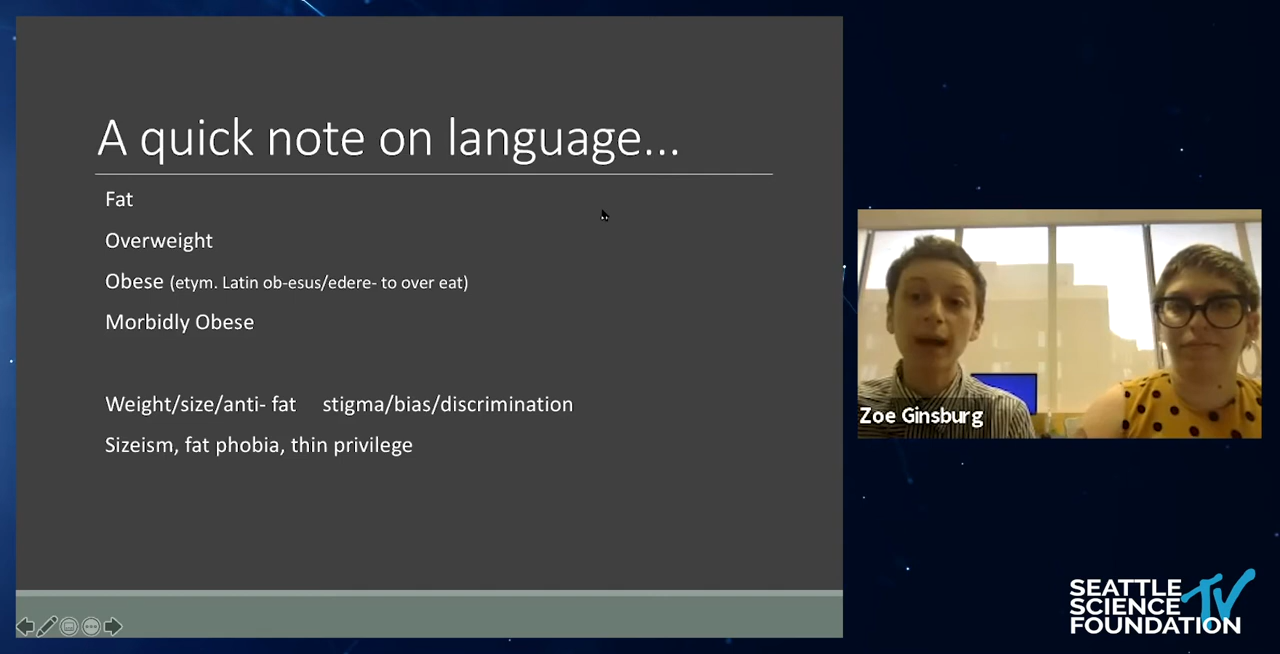 A quick note on language...
Fat
Overweight
Obese (etym. Latin ob-esus/edere- to over eat)
Morbidly Obese
Weight/size/anti- fat stigma/bias/discrimination
Sizeism, fat phobia, thin privilege
Zoe Ginsburg
SEATTLE
SCIENCE TV
FOUNDATION